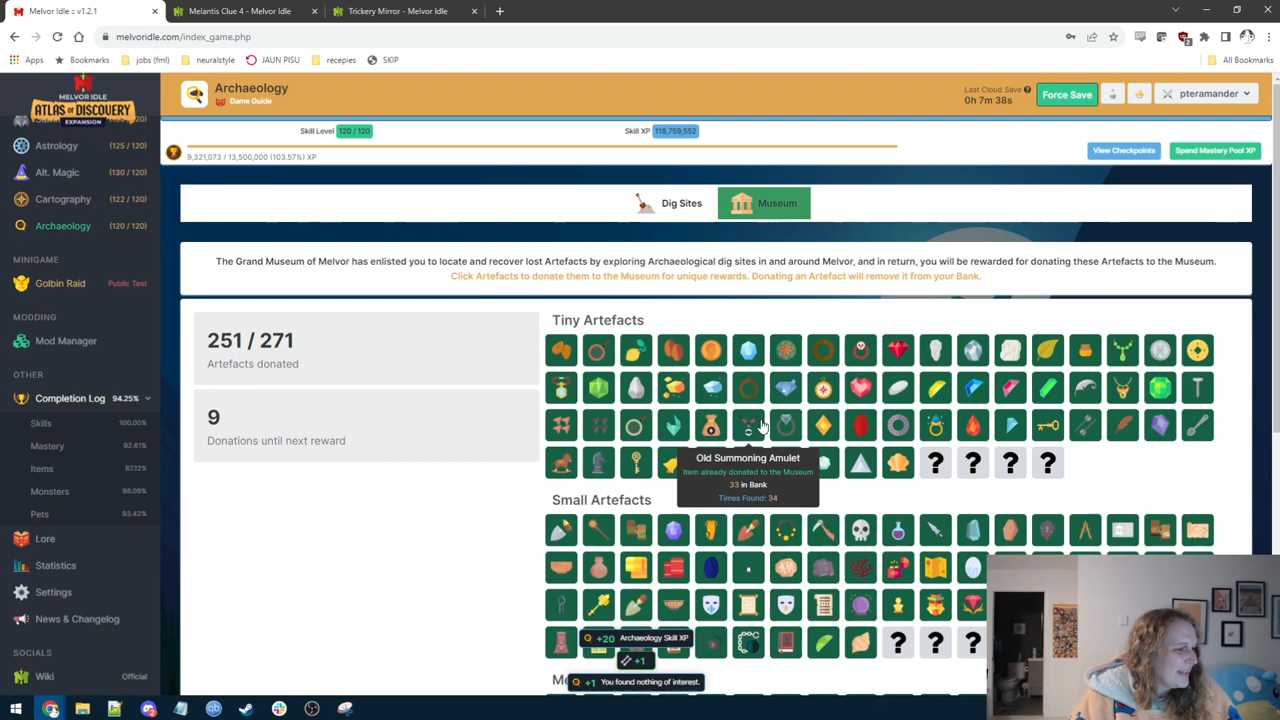 Melvor Idle :: v1.2.1
Melantis Clue 4 - Melvor Idle
Trickery Mirror - Melvor Idle
melvoridle.com/index_game.php
Apps
Bookmarks
jobs (fml)
neuralstyle
JAUN PISU
recepies
SKIP
All Bookmarks
MELVOR IDLE
ATLAS OF DISCOVERY
EXPANSION
Astrology (125 / 120)
Alt. Magic (130 / 120)
Cartography (122 / 120)
Archaeology (120 / 120)
MINIGAME
Golbin Raid Public Test
MODDING
Mod Manager
OTHER
Completion Log 94.25%
Skills 100.00%
Mastery 92.61%
Items 87.12%
Monsters 98.09%
Pets 93.42%
Lore
Statistics
Settings
News & Changelog
SOCIALS
Wiki Official
Archaeology
Game Guide
Last Cloud Save
0h 7m 38s
Force Save
pteramander
Skill Level 120 / 120
Skill XP 118,759,552
9,321,073 / 13,500,000 (103.57%) XP
View Checkpoints
Spend Mastery Pool XP
Dig Sites
Museum
The Grand Museum of Melvor has enlisted you to locate and recover lost Artefacts by exploring Archaeological dig sites in and around Melvor, and in return, you will be rewarded for donating these Artefacts to the Museum.
Click Artefacts to donate them to the Museum for unique rewards. Donating an Artefact will remove it from your Bank.
251 / 271
Artefacts donated
9
Donations until next reward
Tiny Artefacts
Old Summoning Amulet
Item already donated to the Museum
33 in Bank
Times Found: 34
? ? ? ?
Small Artefacts
? ? ?
+20 Archaeology Skill XP
+1
+1 You found nothing of interest.